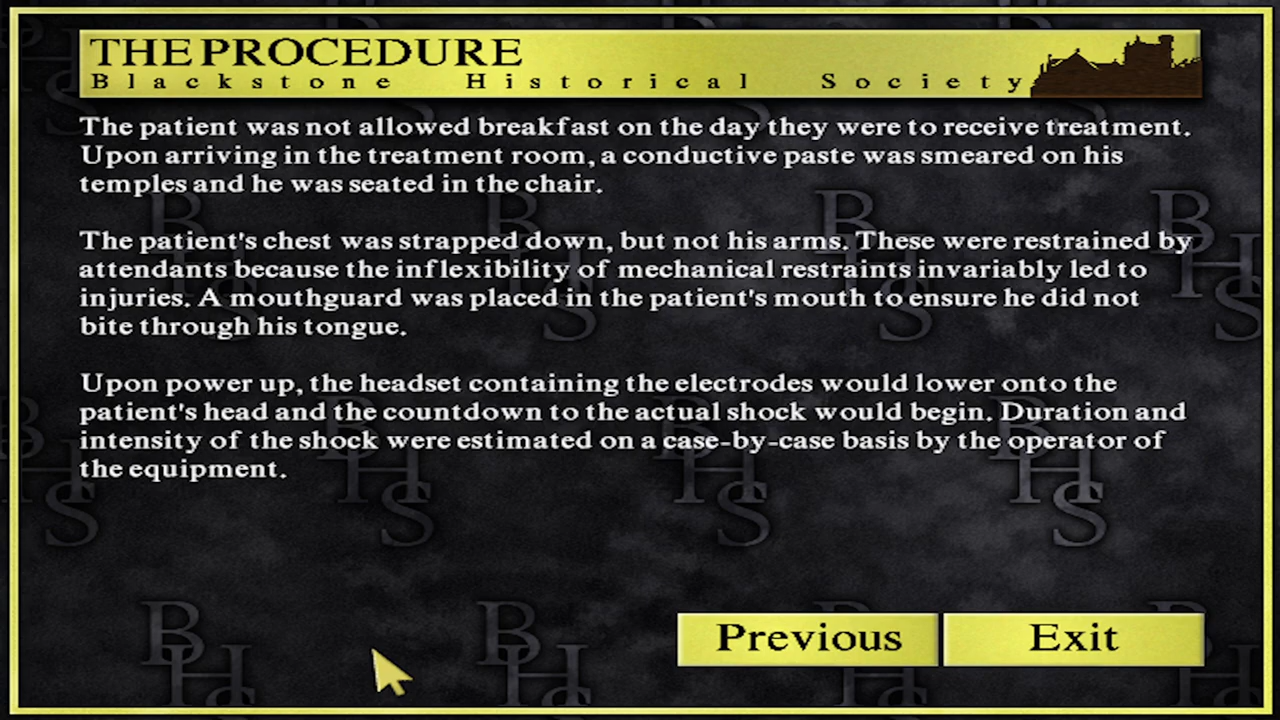 THE PROCEDURE
Blackstone Historical Society
The patient was not allowed breakfast on the day they were to receive treatment.
Upon arriving in the treatment room, a conductive paste was smeared on his
temples and he was seated in the chair.
The patient's chest was strapped down, but not his arms. These were restrained by
attendants because the inflexibility of mechanical restraints invariably led to
injuries. A mouthguard was placed in the patient's mouth to ensure he did not
bite through his tongue.
Upon power up, the headset containing the electrodes would lower onto the
patient's head and the countdown to the actual shock would begin. Duration and
intensity of the shock were estimated on a case-by-case basis by the operator of
the equipment.
Previous Exit